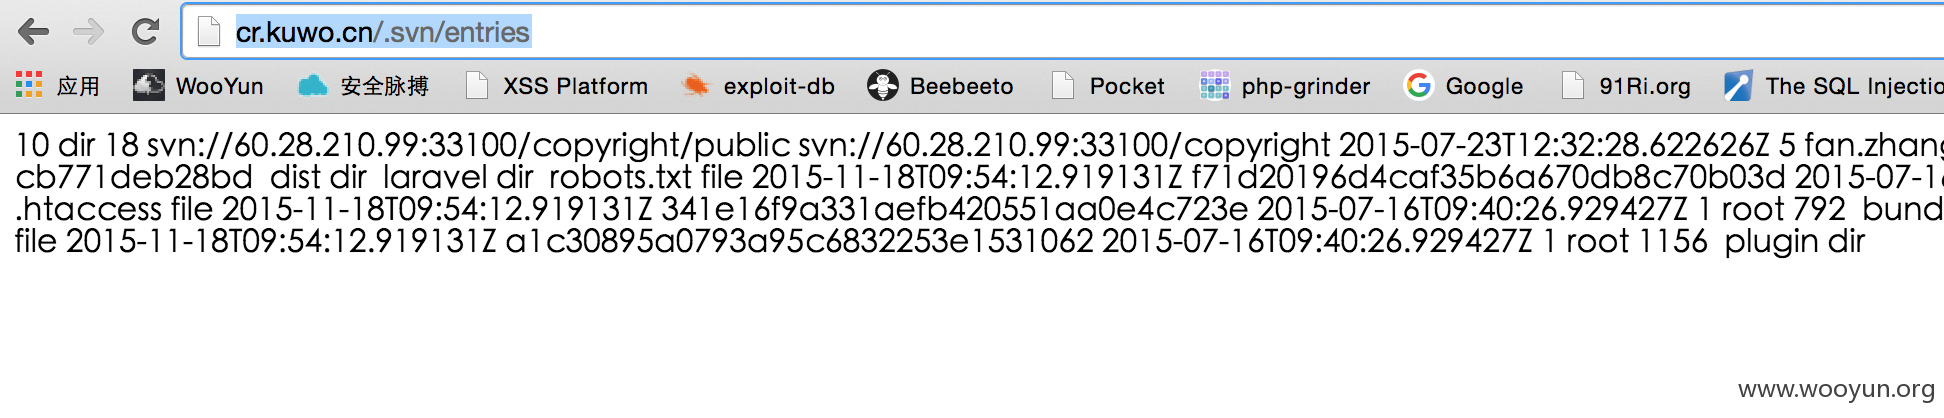 cr.kuwo.cn/.svn/entries
应用 WooYun 安全脉搏 XSS Platform exploit-db Beebeeto Pocket php-grinder Google 91Ri.org The SQL Injectio
10 dir 18 svn://60.28.210.99:33100/copyright/public svn://60.28.210.99:33100/copyright 2015-07-23T12:32:28.622626Z 5 fan.zhang
cb771deb28bd dist dir laravel dir robots.txt file 2015-11-18T09:54:12.919131Z f71d20196d4caf35b6a670db8c70b03d 2015-07-16
.htaccess file 2015-11-18T09:54:12.919131Z 341e16f9a331aefb420551aa0e4c723e 2015-07-16T09:40:26.929427Z 1 root 792 bund
file 2015-11-18T09:54:12.919131Z a1c30895a0793a95c6832253e1531062 2015-07-16T09:40:26.929427Z 1 root 1156 plugin dir
www.wooyun.org